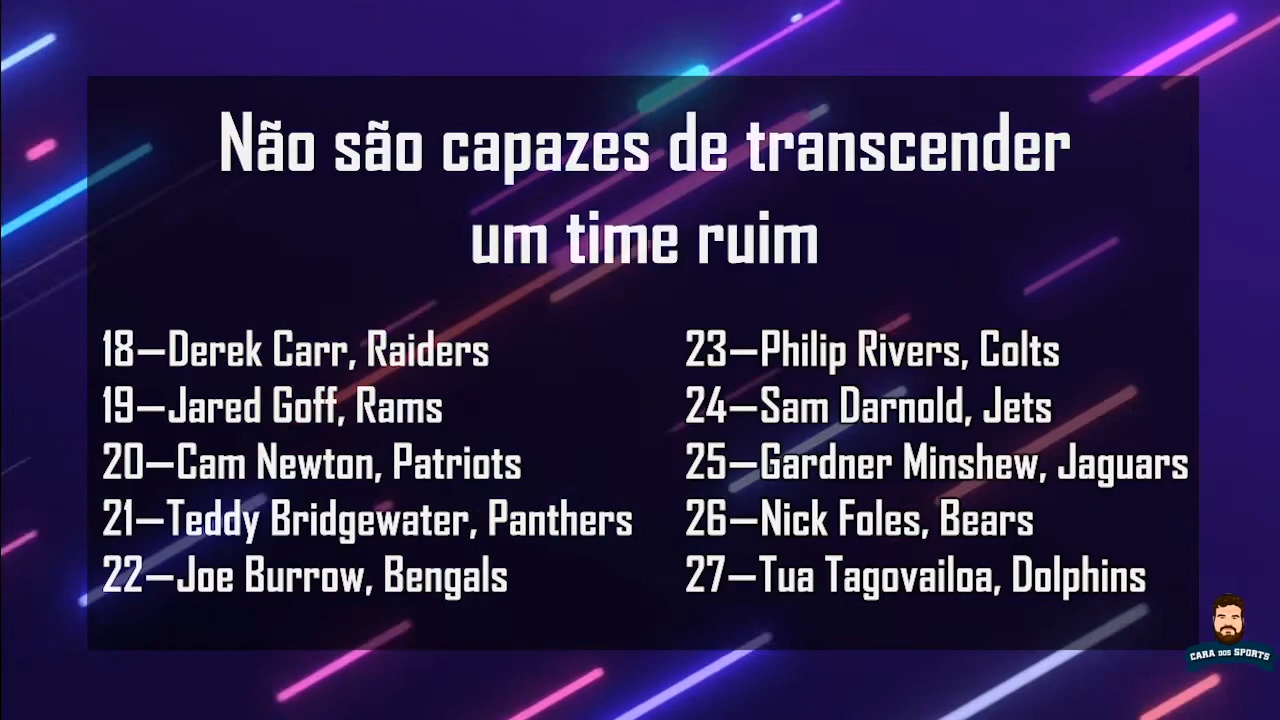 Não são capazes de transcender
um time ruim
18—Derek Carr, Raiders
19—Jared Goff, Rams
20—Cam Newton, Patriots
21—Teddy Bridgewater, Panthers
22—Joe Burrow, Bengals
23—Philip Rivers, Colts
24—Sam Darnold, Jets
25—Gardner Minshew, Jaguars
26—Nick Foles, Bears
27—Tua Tagovailoa, Dolphins
CARA DOS SPORTS